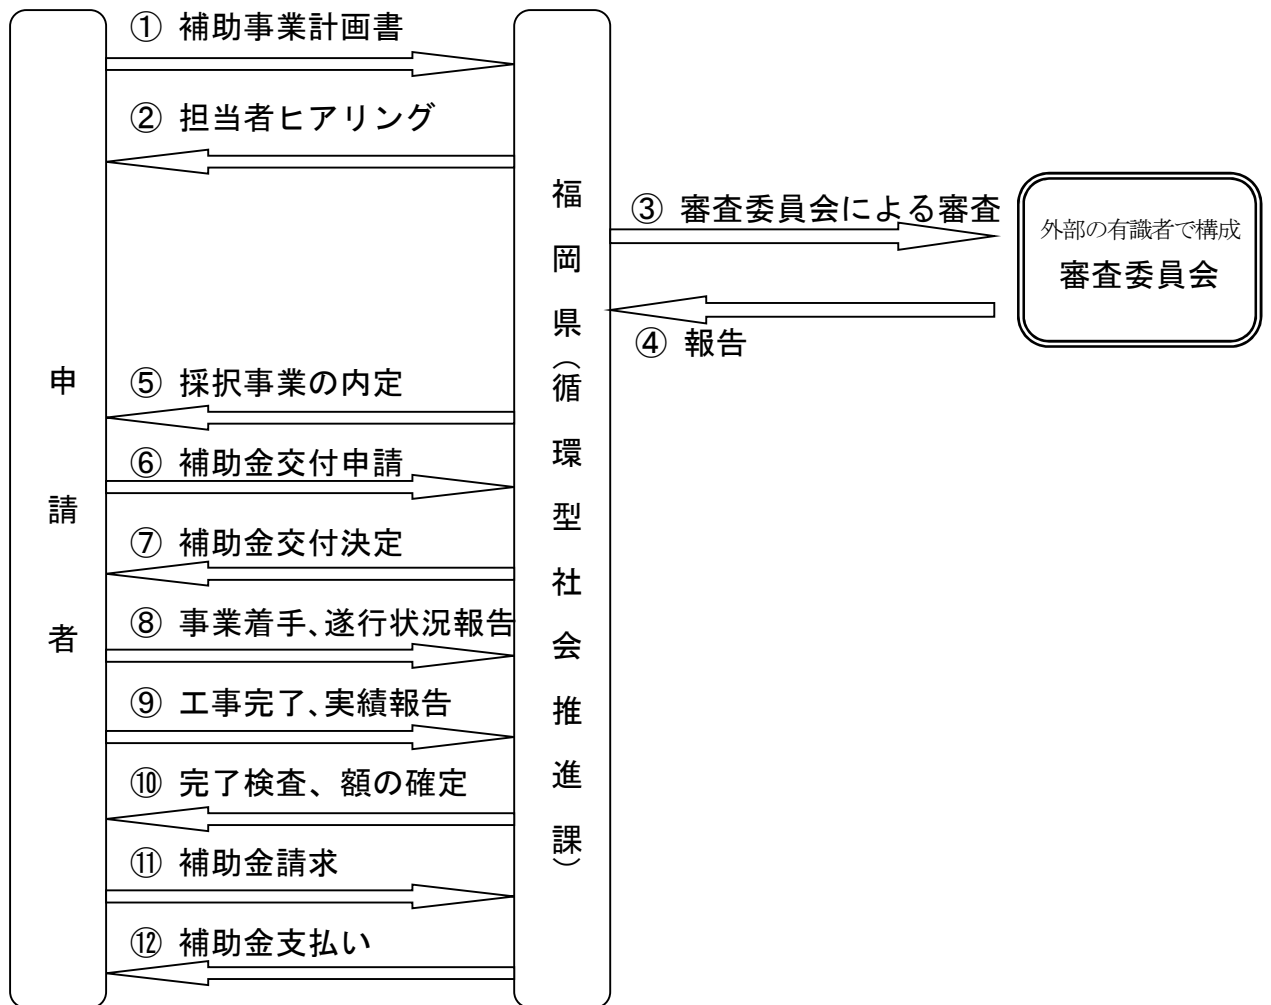 ① 補助事業計画書
② 担当者ヒアリング
③ 審査委員会による審査
外部の有識者で構成
審査委員会
④ 報告
⑤ 採択事業の内定
⑥ 補助金交付申請
⑦ 補助金交付決定
⑧ 事業着手、遂行状況報告
⑨ 工事完了、実績報告
⑩ 完了検査、額の確定
⑪ 補助金請求
⑫ 補助金支払い
申請者
福岡県(循環型社会推進課)